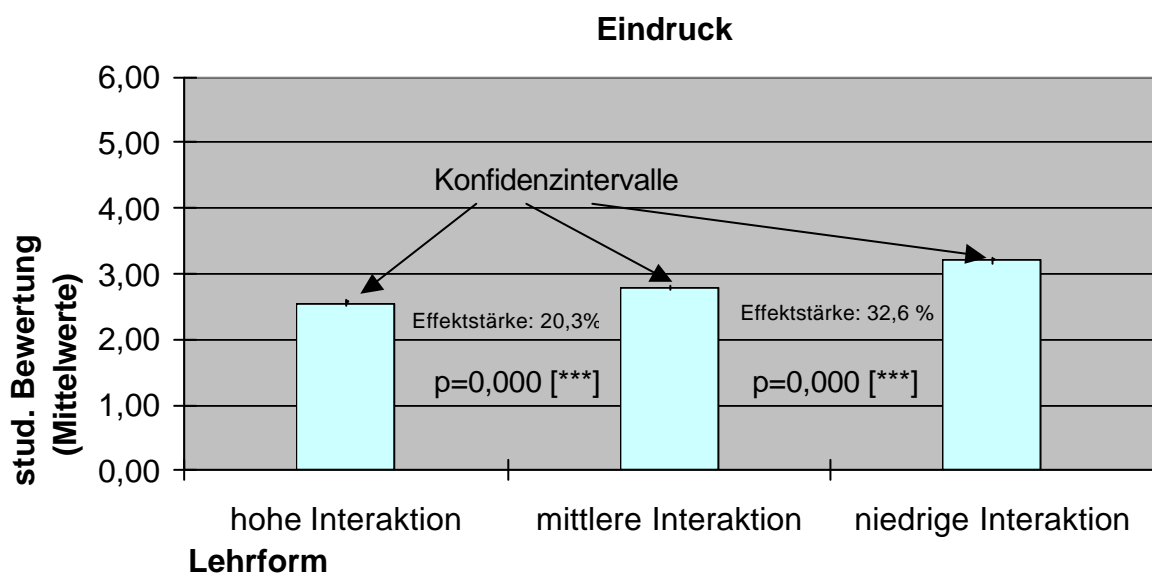 Eindruck
6,00
5,00
4,00
3,00
2,00
1,00
0,00
stud. Bewertung
(Mittelwerte)
Konfidenzintervalle
Effektstärke: 20,3%
Effektstärke: 32,6 %
p=0,000 [***]
p=0,000 [***]
hohe Interaktion
mittlere Interaktion
niedrige Interaktion
Lehrform